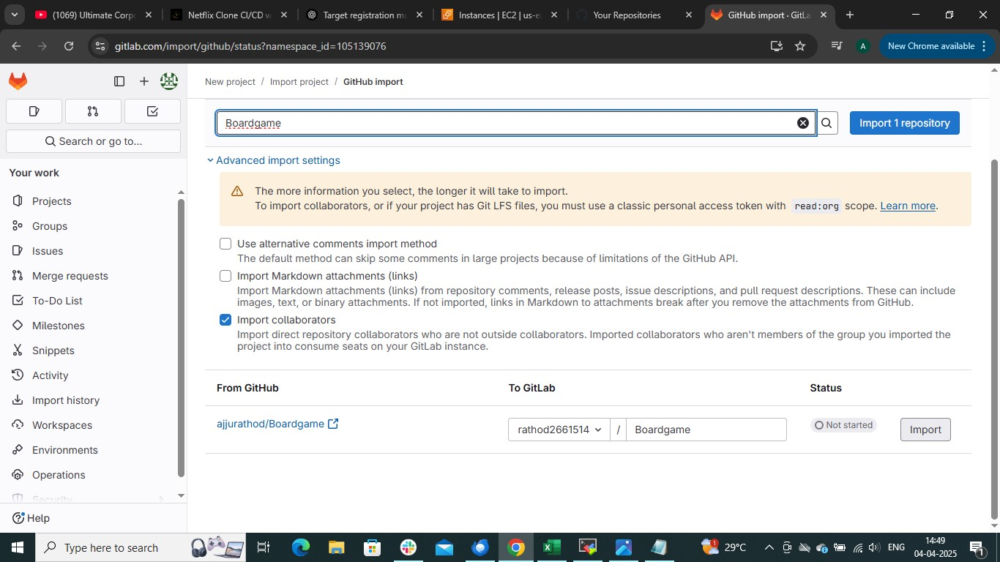 (1069) Ultimate Corpo
Netflix Clone CI/CD w
Target registration mu
Instances | EC2 | us-ea
Your Repositories
GitHub import · GitLa
gitlab.com/import/github/status?namespace_id=105139076
A
New Chrome available
New project / Import project / GitHub import
Search or go to...
Your work
Projects
Groups
Issues
Merge requests
To-Do List
Milestones
Snippets
Activity
Import history
Workspaces
Environments
Operations
Security
Help
Boardgame
Import 1 repository
Advanced import settings
The more information you select, the longer it will take to import.
To import collaborators, or if your project has Git LFS files, you must use a classic personal access token with read:org scope. Learn more.
Use alternative comments import method
The default method can skip some comments in large projects because of limitations of the GitHub API.
Import Markdown attachments (links)
Import Markdown attachments (links) from repository comments, release posts, issue descriptions, and pull request descriptions. These can include
images, text, or binary attachments. If not imported, links in Markdown to attachments break after you remove the attachments from GitHub.
Import collaborators
Import direct repository collaborators who are not outside collaborators. Imported collaborators who aren't members of the group you imported the
project into consume seats on your GitLab instance.
From GitHub To GitLab Status
ajjurathod/Boardgame rathod2661514 / Boardgame Not started Import
Type here to search
1
29°C
ENG
14:49
04-04-2025
1